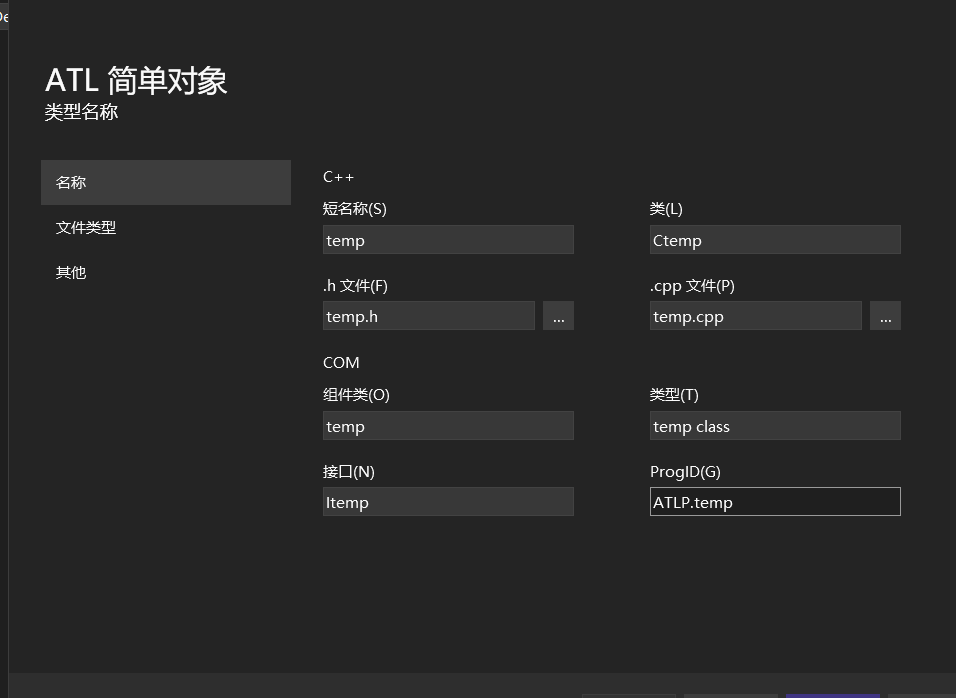 De
ATL 简单对象
类型名称
名称
文件类型
其他
C++
短名称(S)
类(L)
temp
Ctemp
.h 文件(F)
.cpp 文件(P)
temp.h
...
temp.cpp
...
COM
组件类(O)
类型(T)
temp
temp class
接口(N)
ProgID(G)
Itemp
ATLP.temp